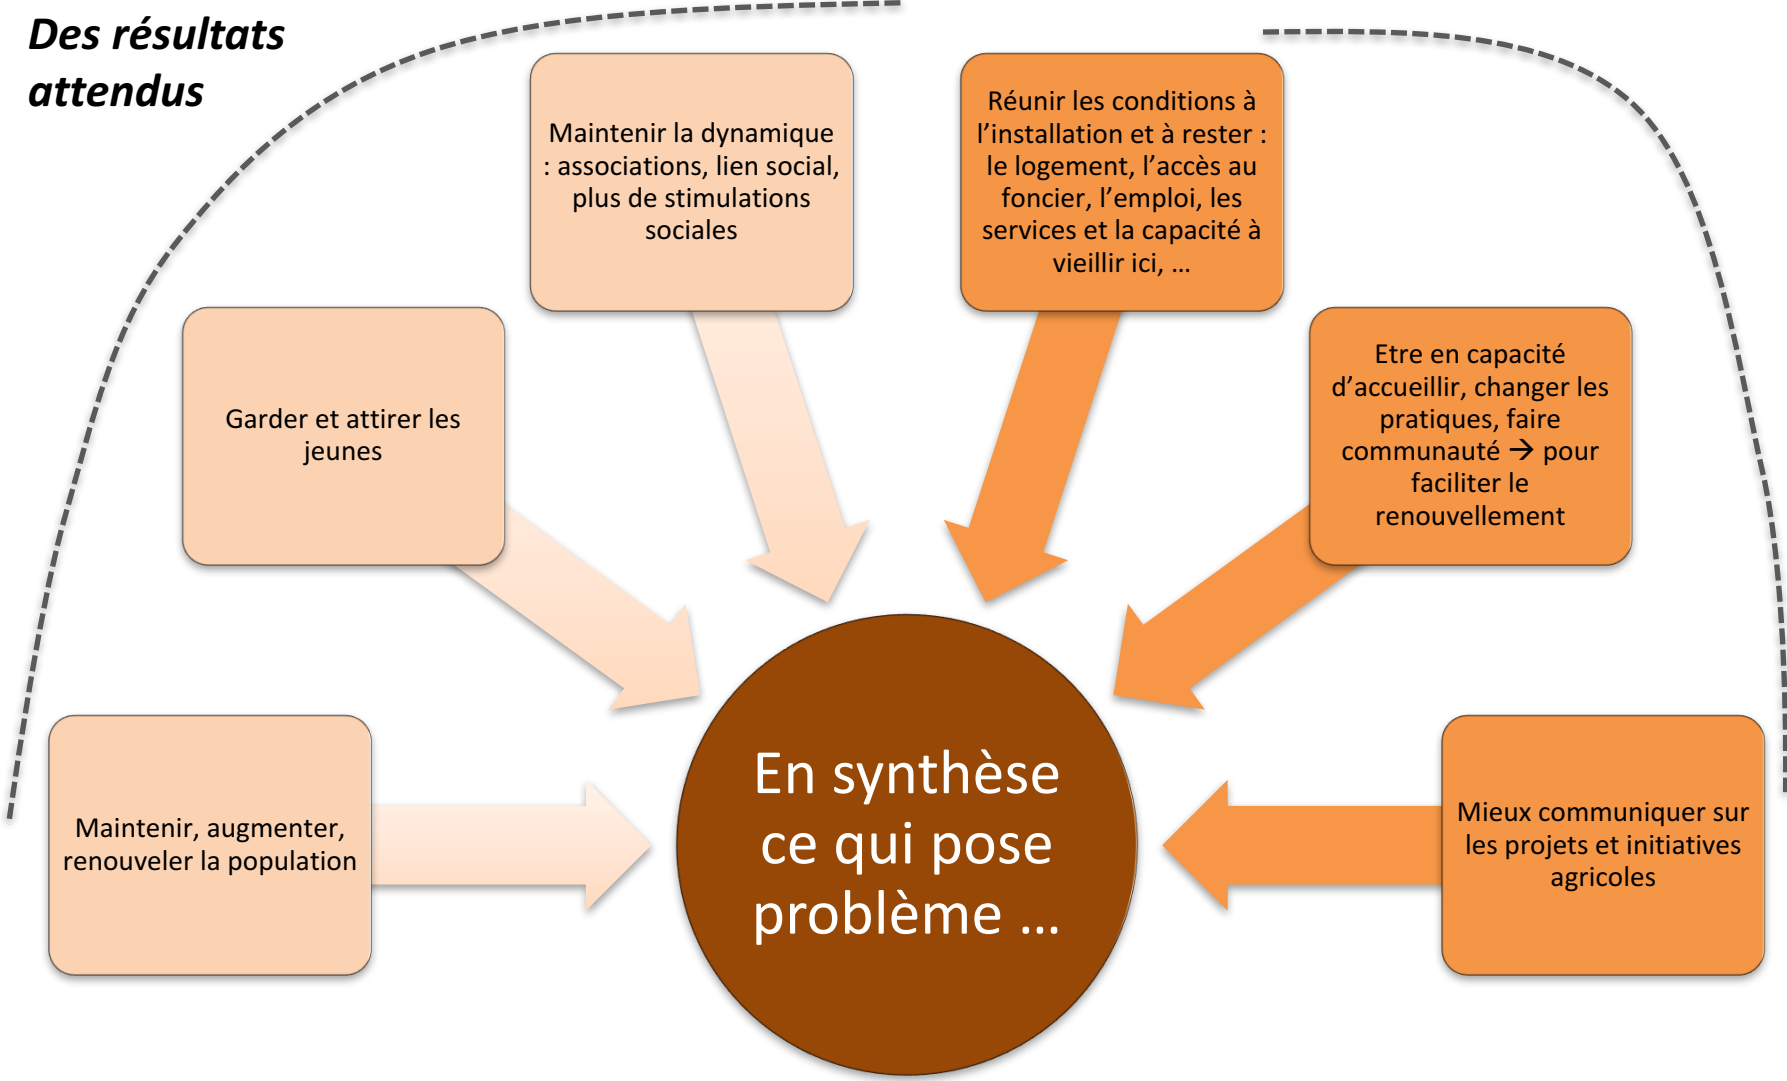 Des résultats
attendus
Maintenir la dynamique
: associations, lien social,
plus de stimulations
sociales
Réunir les conditions à
l’installation et à rester :
le logement, l’accès au
foncier, l’emploi, les
services et la capacité à
vieillir ici, …
Garder et attirer les
jeunes
Etre en capacité
d’accueillir, changer les
pratiques, faire
communauté → pour
faciliter le
renouvellement
Maintenir, augmenter,
renouveler la population
En synthèse
ce qui pose
problème …
Mieux communiquer sur
les projets et initiatives
agricoles